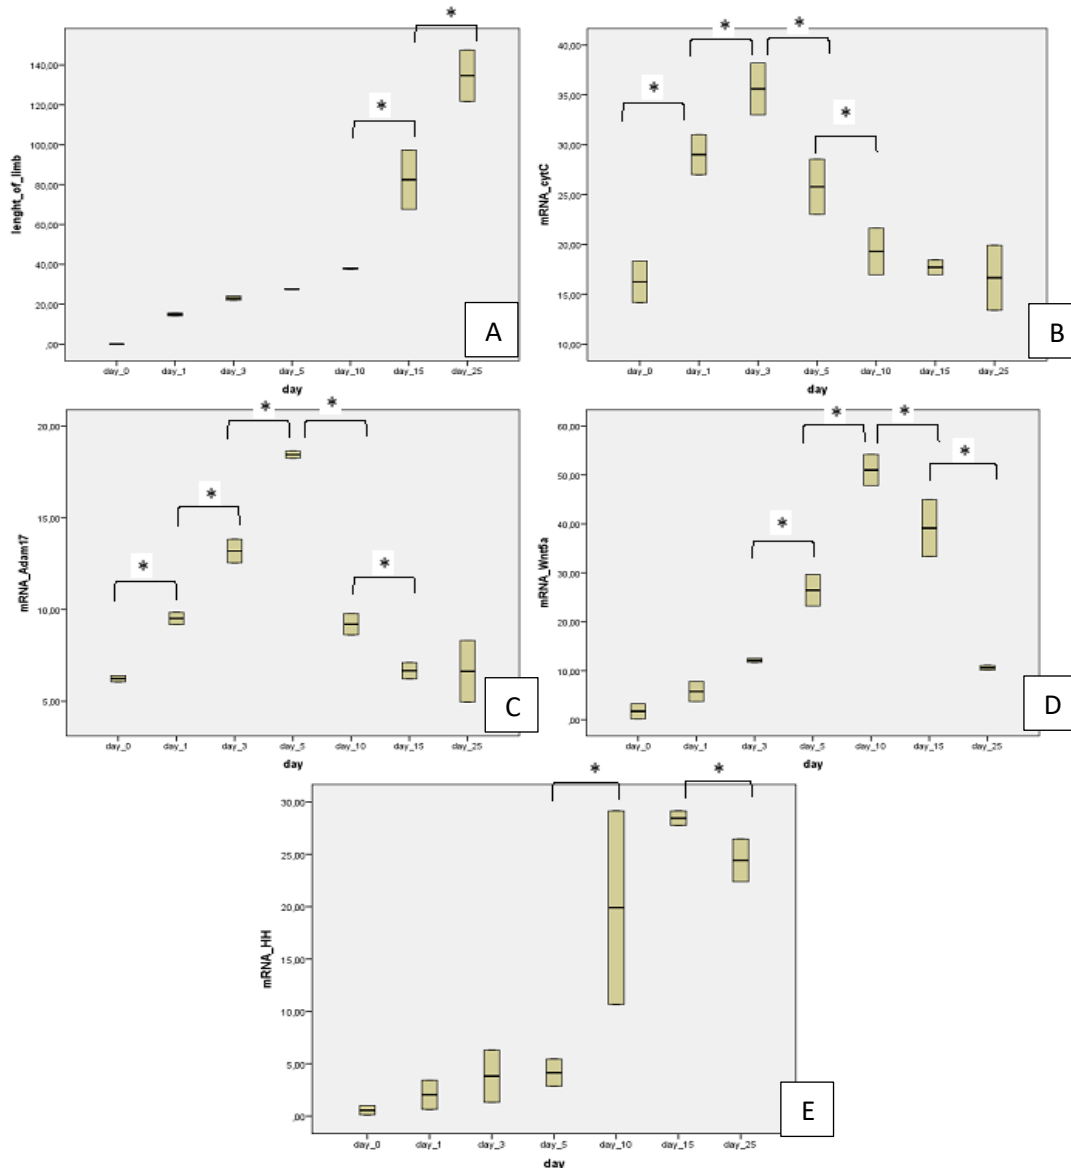 *
140,00
120,00
100,00
80,00
60,00
40,00
20,00
,00
lenght_of_limb
*
A
day_0 day_1 day_3 day_5 day_10 day_15 day_25
day
* *
40,00
35,00
30,00
25,00
20,00
15,00
10,00
mRNA_cytC
* *
B
day_0 day_1 day_3 day_5 day_10 day_15 day_25
day
* *
20,00
15,00
10,00
5,00
mRNA_Adam17
*
* *
C
day_0 day_1 day_3 day_5 day_10 day_15 day_25
day
* *
60,00
50,00
40,00
30,00
20,00
10,00
,00
mRNA_Wnt5a
*
*
D
day_0 day_1 day_3 day_5 day_10 day_15 day_25
day
* *
30,00
25,00
20,00
15,00
10,00
5,00
,00
mRNA_HH
E
day_0 day_1 day_3 day_5 day_10 day_15 day_25
day